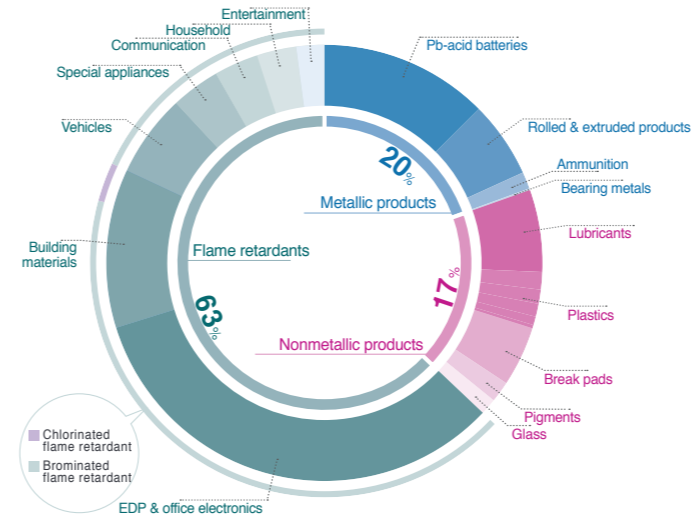 Entertainment
Household
Communication
Special appliances
Vehicles
Building
materials
EDP & office electronics
Pb-acid batteries
Rolled & extruded products
Ammunition
Bearing metals
Lubricants
Plastics
Break pads
Pigments
Glass
20%
Metallic products
Flame retardants
63%
17%
Nonmetallic products
Chlorinated
flame retardant
Brominated
flame retardant